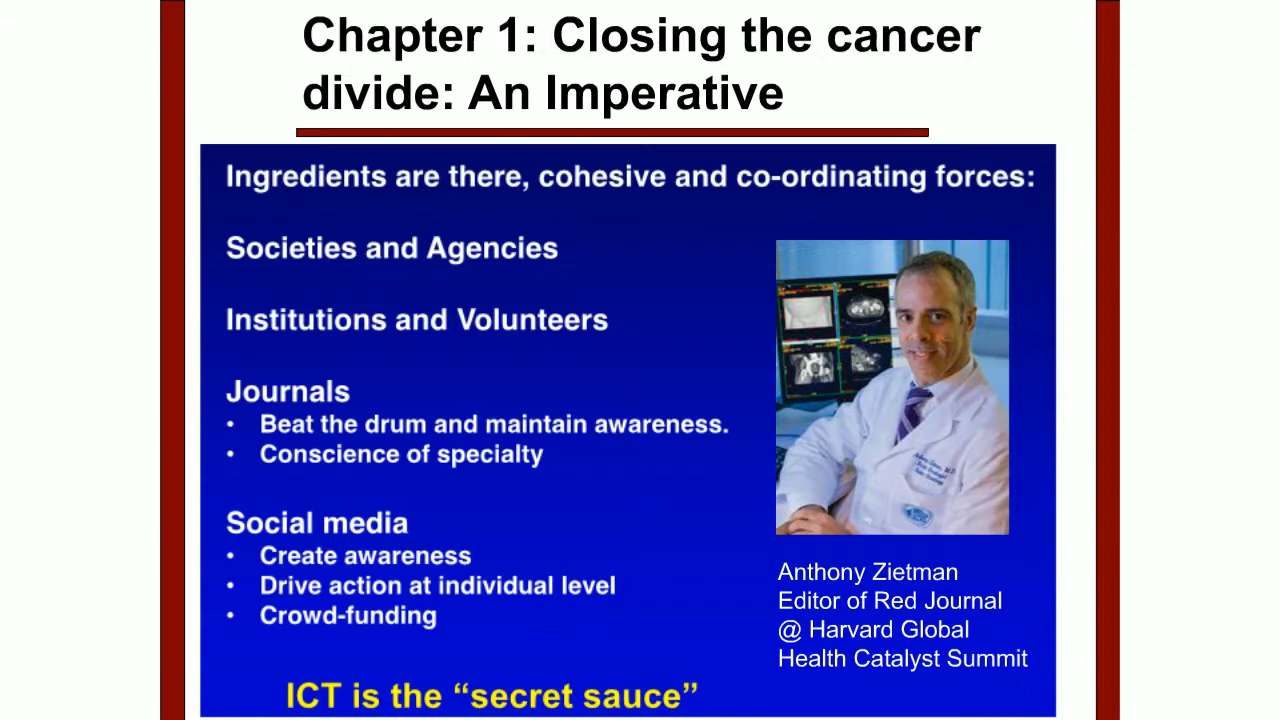 Chapter 1: Closing the cancer
divide: An Imperative
Ingredients are there, cohesive and co-ordinating forces:
Societies and Agencies
Institutions and Volunteers
Journals
• Beat the drum and maintain awareness.
• Conscience of specialty
Social media
• Create awareness
• Drive action at individual level
• Crowd-funding
Anthony Zietman
Editor of Red Journal
@ Harvard Global
Health Catalyst Summit
ICT is the “secret sauce”